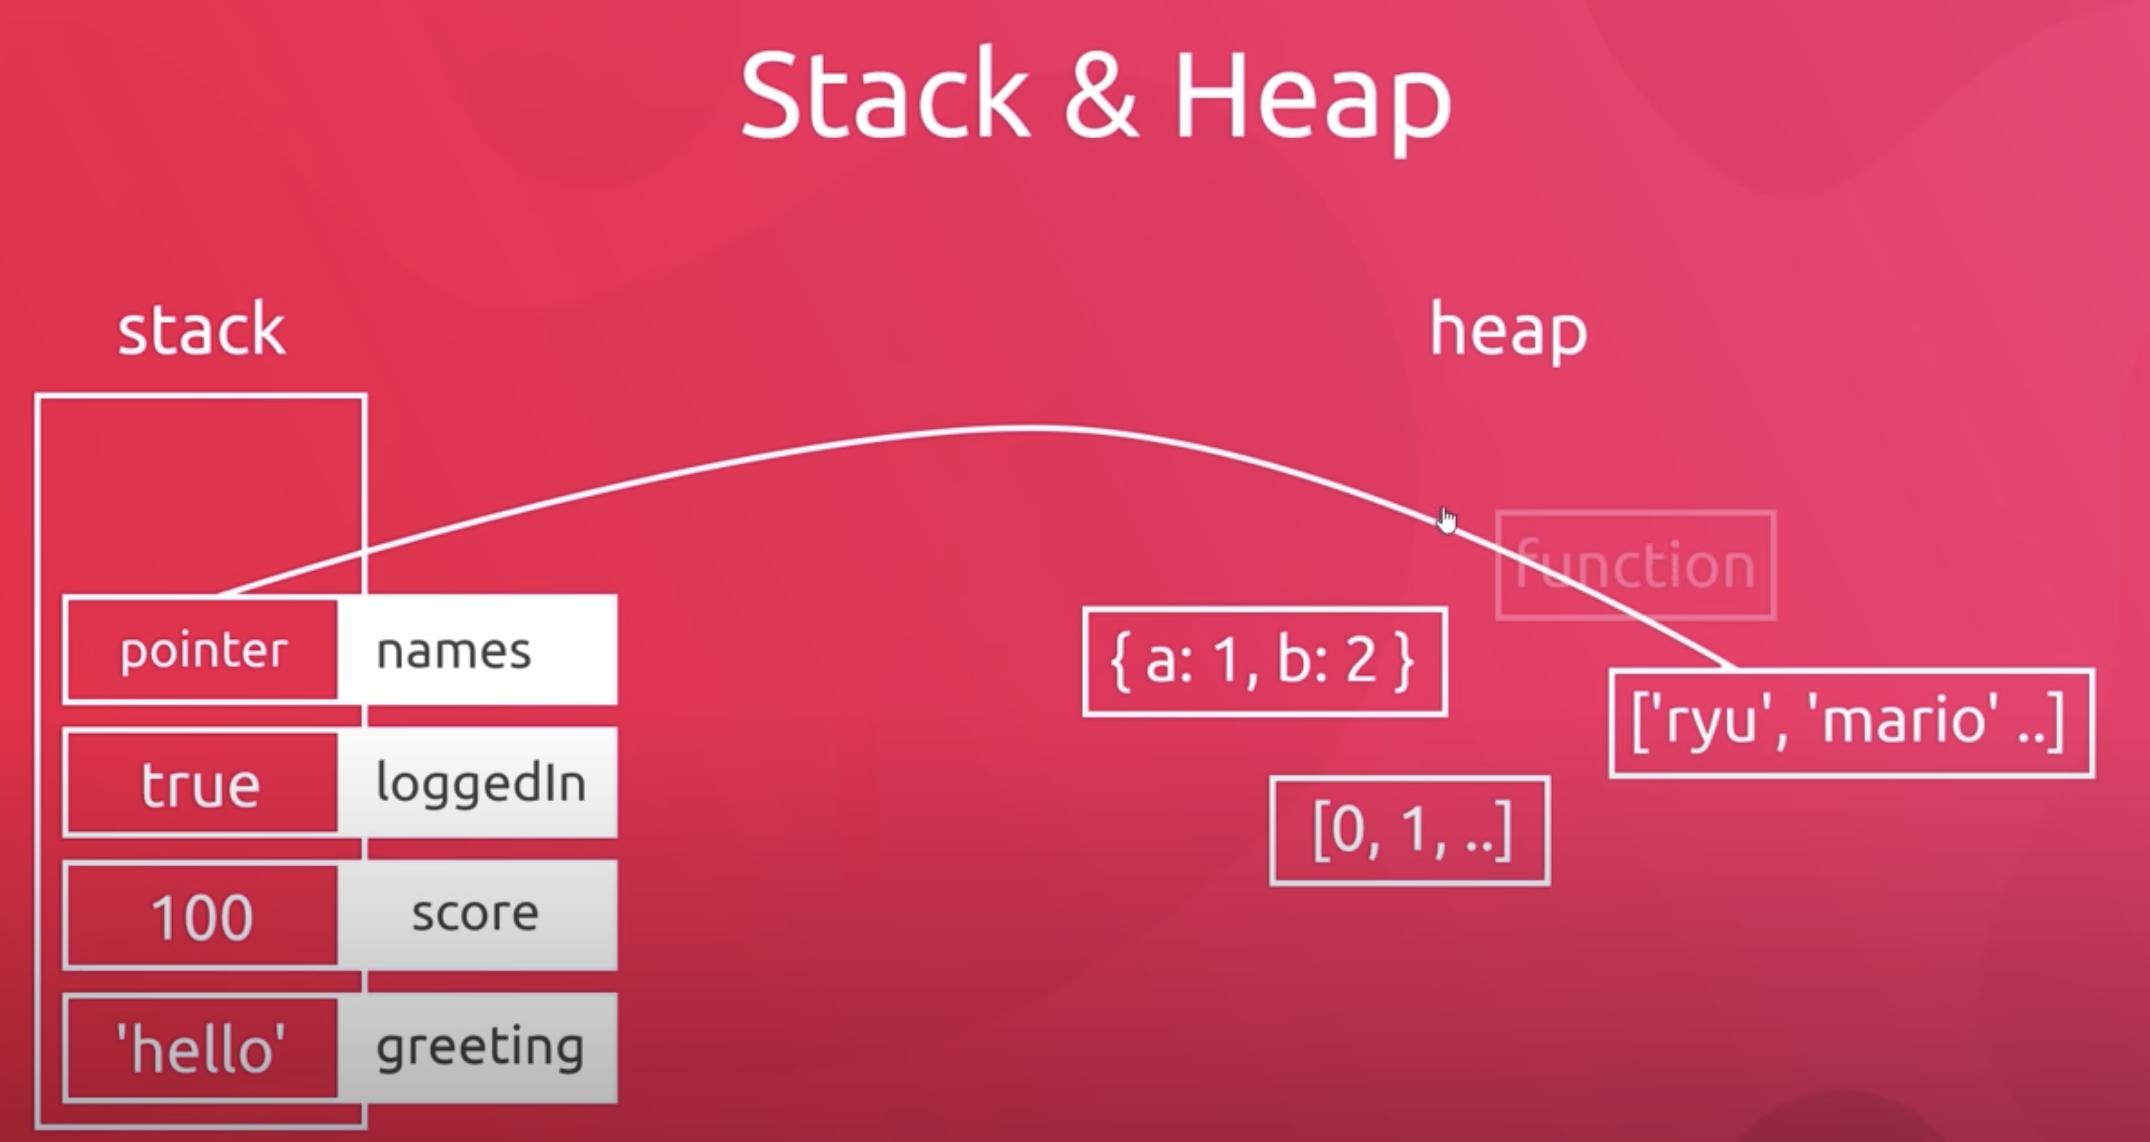 Stack & Heap
stack
heap
function
pointer names
{ a: 1, b: 2 }
['ryu', 'mario' ..]
true loggedIn
[0, 1, ..]
100 score
'hello' greeting